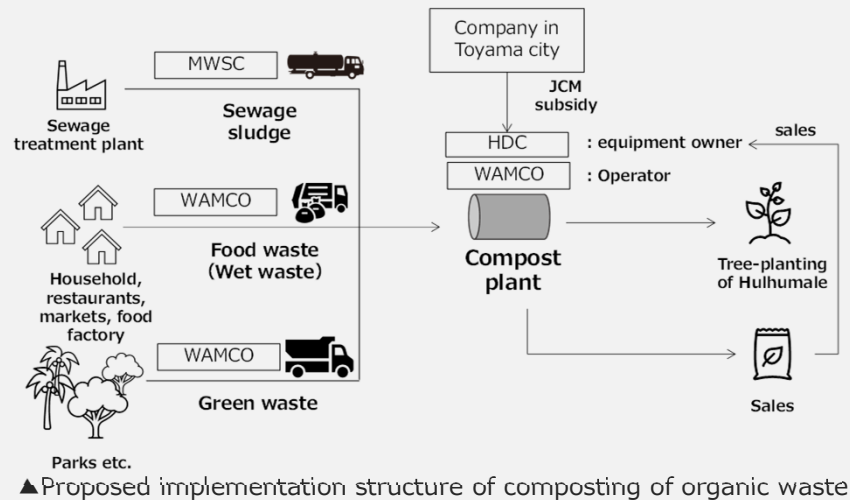 Company in
Toyama city
MWSC
JCM
subsidy
Sewage
sludge
Sewage
treatment plant
HDC
: equipment owner
sales
WAMCO
: Operator
WAMCO
Food waste
(Wet waste)
Compost
plant
Tree-planting
of Hulhumale
Household,
restaurants,
markets, food
factory
WAMCO
Green waste
Sales
Parks etc.
▲Proposed implementation structure of composting of organic waste